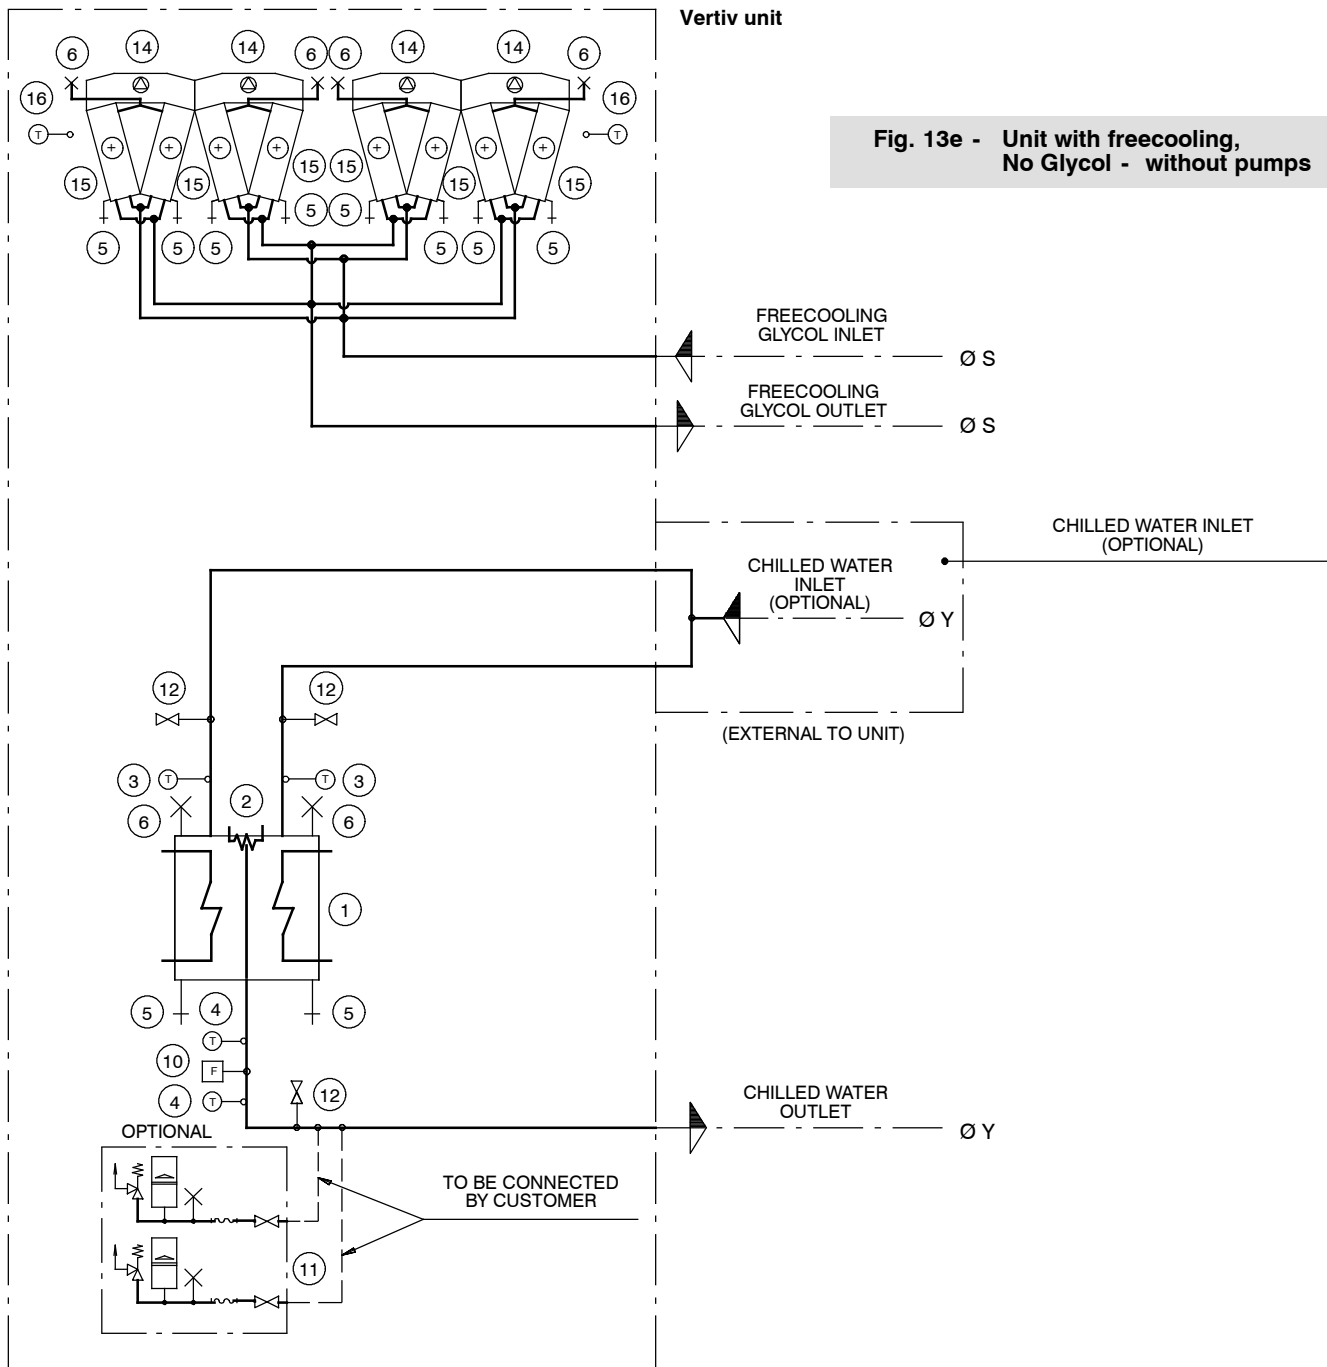 Vertiv unit
6 14 14 6 6 14 14 6
16 16
T T
Fig. 13e - Unit with freecooling,
No Glycol - without pumps
+ + + + + + + +
15 15 15 15 15 15
5 5 5 5 5 5 5 5
FREECOOLING
GLYCOL INLET
Ø S
FREECOOLING
GLYCOL OUTLET
Ø S
CHILLED WATER INLET
(OPTIONAL)
CHILLED WATER
INLET
(OPTIONAL)
Ø Y
12 12
(EXTERNAL TO UNIT)
3 T T 3
2
6 6
1
5 4 5
T
10 F
4 T 12
CHILLED WATER
OUTLET
Ø Y
OPTIONAL
TO BE CONNECTED
BY CUSTOMER
11